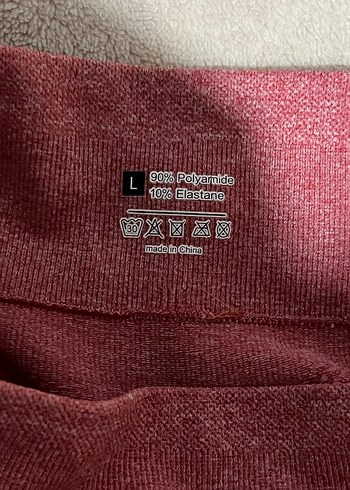 L 90% Polyamide
10% Elastane
30
made in China